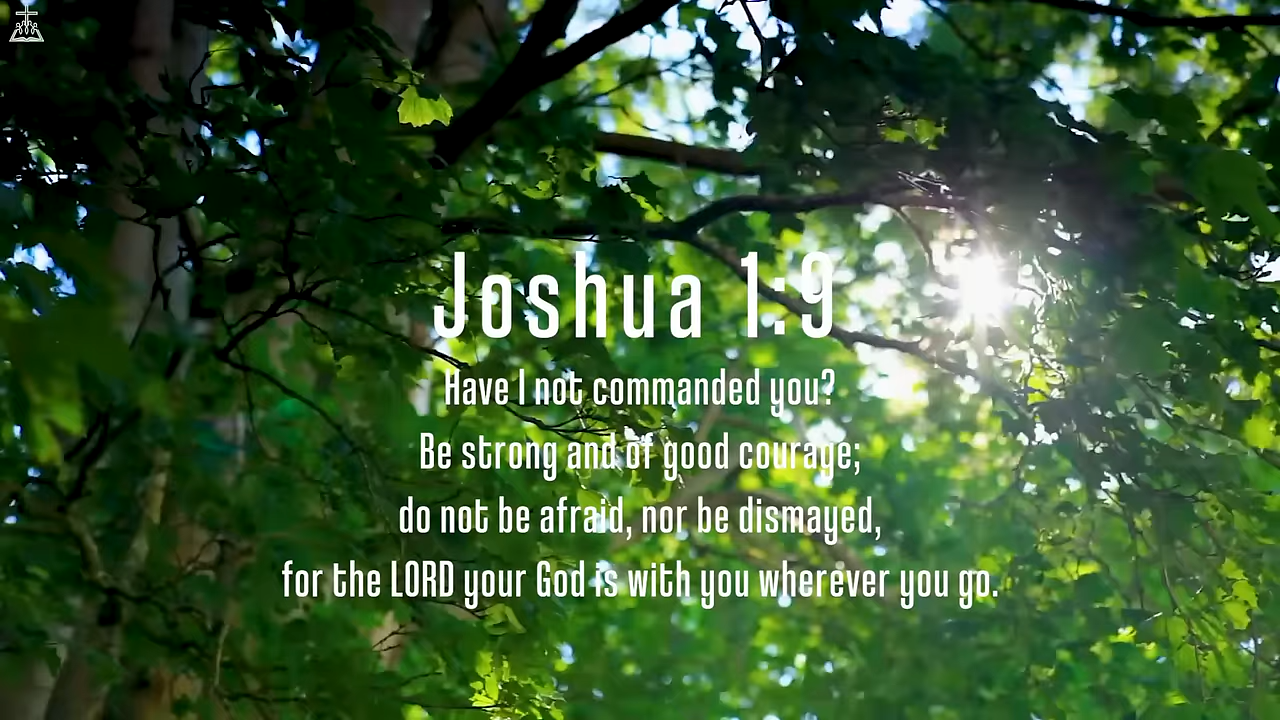 Joshua 1:9
Have I not commanded you?
Be strong and of good courage;
do not be afraid, nor be dismayed,
for the LORD your God is with you wherever you go.